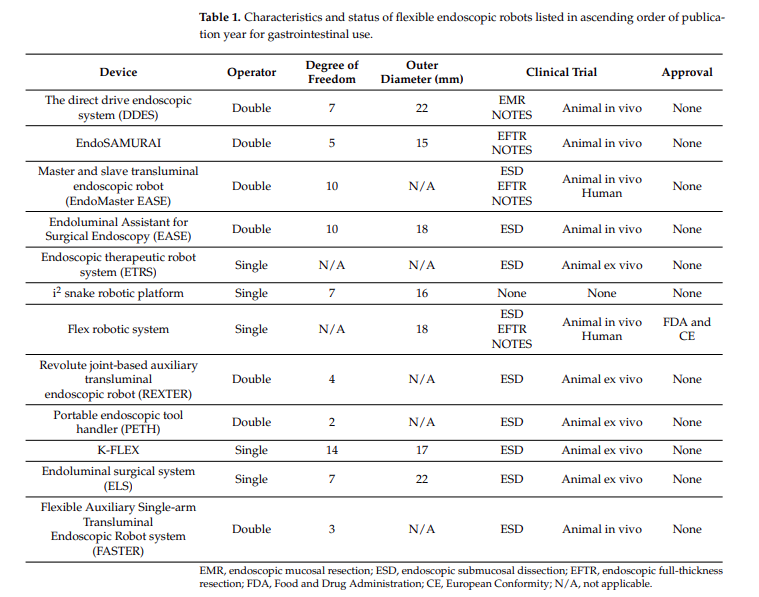 Table 1. Characteristics and status of flexible endoscopic robots listed in ascending order of publica-
tion year for gastrointestinal use.
Device Operator Degree of Freedom Outer Diameter (mm) Clinical Trial Approval
The direct drive endoscopic
system (DDES) Double 7 22 EMR NOTES Animal in vivo None
EndoSAMURAI Double 5 15 EFTR NOTES Animal in vivo None
Master and slave transluminal
endoscopic robot
(EndoMaster EASE) Double 10 N/A ESD EFTR NOTES Animal in vivo Human None
Endoluminal Assistant for
Surgical Endoscopy (EASE) Double 10 18 ESD Animal in vivo None
Endoscopic therapeutic robot
system (ETRS) Single N/A N/A ESD Animal ex vivo None
i² snake robotic platform Single 7 16 None None None
Flex robotic system Single N/A 18 ESD EFTR NOTES Animal in vivo Human FDA and CE
Revolute joint-based auxiliary
transluminal
endoscopic robot (REXTER) Double 4 N/A ESD Animal ex vivo None
Portable endoscopic tool
handler (PETH) Double 2 N/A ESD Animal ex vivo None
K-FLEX Single 14 17 ESD Animal ex vivo None
Endoluminal surgical system
(ELS) Single 7 22 ESD Animal ex vivo None
Flexible Auxiliary Single-arm
Transluminal
Endoscopic Robot system
(FASTER) Double 3 N/A ESD Animal in vivo None
EMR, endoscopic mucosal resection; ESD, endoscopic submucosal dissection; EFTR, endoscopic full-thickness
resection; FDA, Food and Drug Administration; CE, European Conformity; N/A, not applicable.